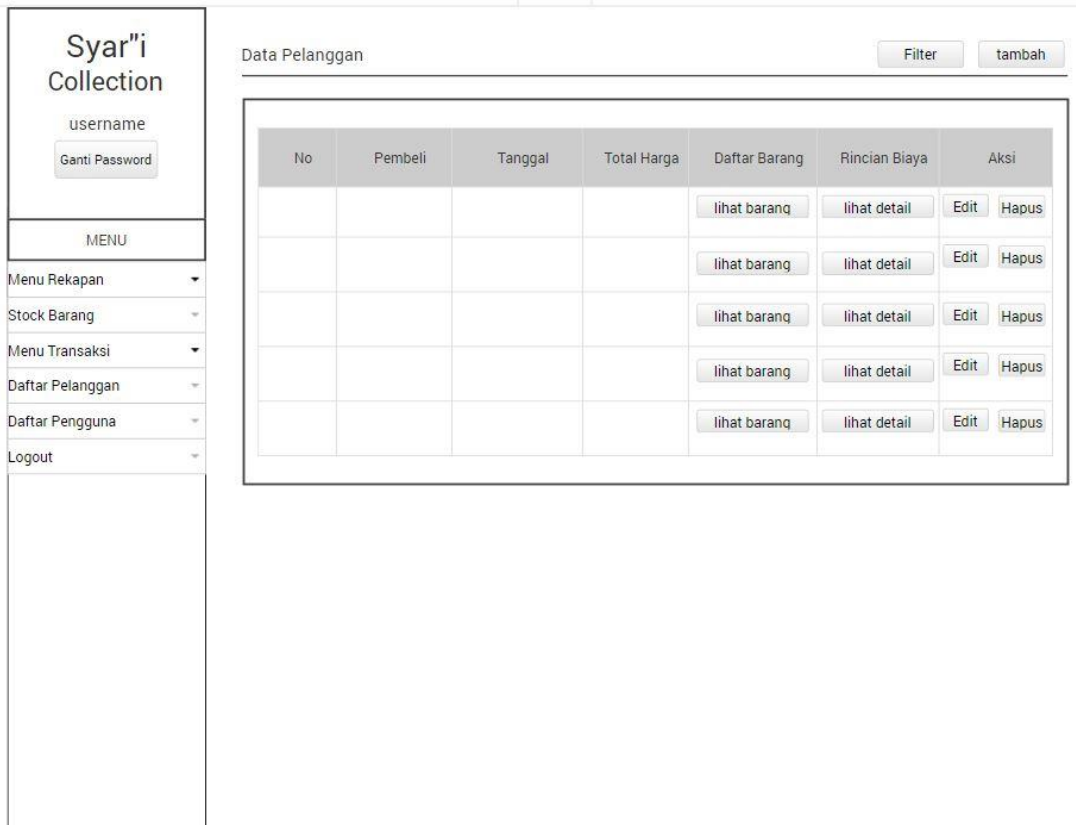 Syar"i
Collection
username
Ganti Password
MENU
Menu Rekapan
Stock Barang
Menu Transaksi
Daftar Pelanggan
Daftar Pengguna
Logout
Data Pelanggan Filter tambah
No Pembeli Tanggal Total Harga Daftar Barang Rincian Biaya Aksi
lihat barang lihat detail Edit Hapus
lihat barang lihat detail Edit Hapus
lihat barang lihat detail Edit Hapus
lihat barang lihat detail Edit Hapus
lihat barang lihat detail Edit Hapus